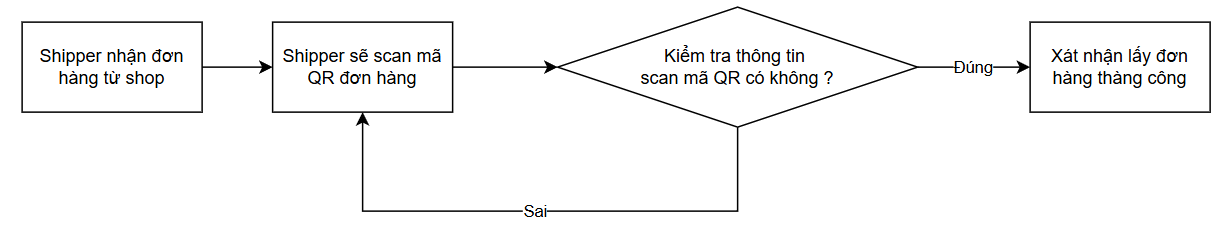 Shipper nhận đơn
hàng từ shop
Shipper sẽ scan mã
QR đơn hàng
Kiểm tra thông tin
scan mã QR có không ?
Đúng
Xát nhận lấy đơn
hàng thàng công
Sai